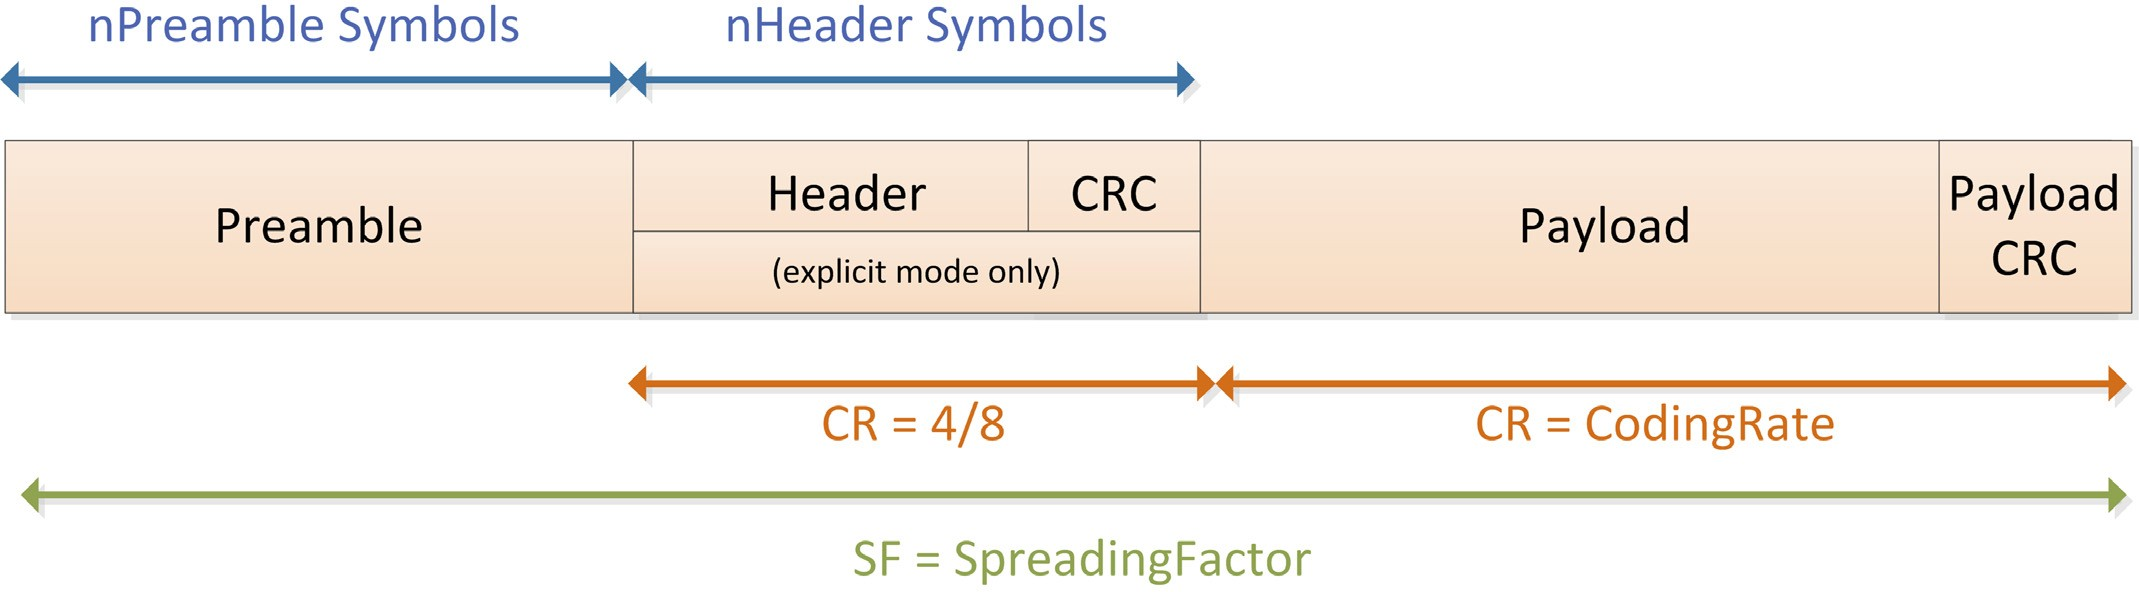 nPreamble Symbols
nHeader Symbols
Preamble
Header
CRC
(explicit mode only)
Payload
Payload
CRC
CR = 4/8
CR = CodingRate
SF = SpreadingFactor